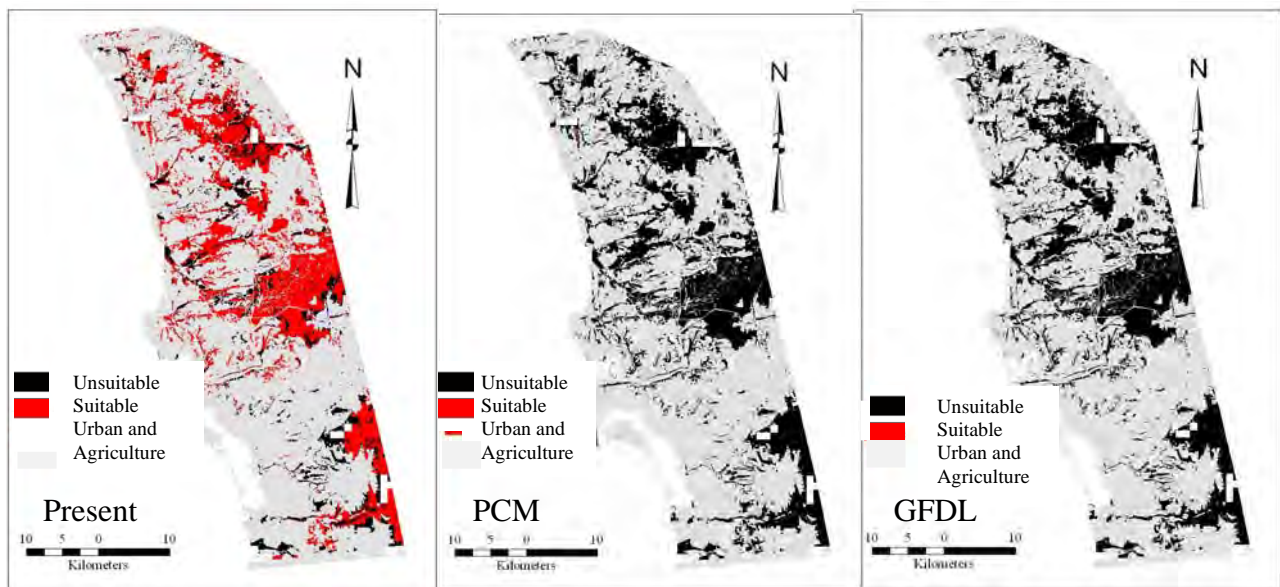 N
Unsuitable
Suitable
Urban and
Agriculture
Present
10 5 0 10
Kilometers
N
Unsuitable
Suitable
Urban and
Agriculture
PCM
10 5 0 10
Kilometers
N
Unsuitable
Suitable
Urban and
Agriculture
GFDL
10 5 0 10
Kilometers